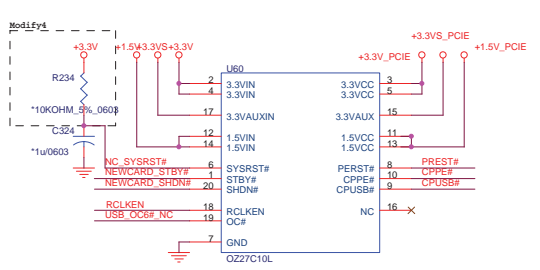 Modify4
+3.3V
+1.5V
+3.3VS
+3.3V
+3.3VS_PCIE
+3.3V_PCIE
+1.5V_PCIE
U60
R234
*10KOHM_5%_0603
C324
*1u/0603
2 3.3VIN 3.3VCC 3
4 3.3VIN 3.3VCC 5
17 3.3VAUXIN 3.3VAUX 15
12 1.5VIN 1.5VCC 11
14 1.5VIN 1.5VCC 13
NC_SYSRST# 6 SYSRST# PERST# 8 PREST#
NEWCARD_STBY# 1 STBY# CPPE# 10 CPPE#
NEWCARD_SHDN# 20 SHDN# CPUSB# 9 CPUSB#
RCLKEN 18 RCLKEN NC 16
USB_OC6#_NC 19 OC#
7 GND
OZ27C10L